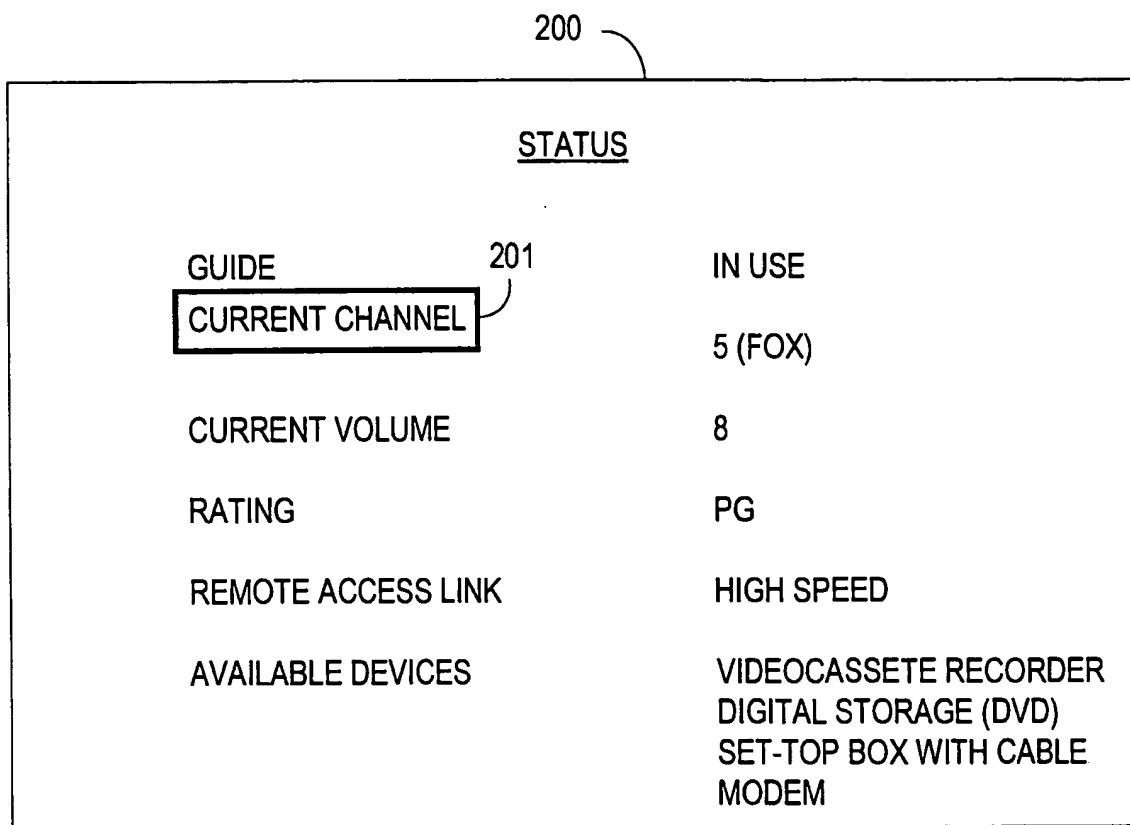 200
STATUS
GUIDE 201 IN USE
CURRENT CHANNEL
5 (FOX)
CURRENT VOLUME 8
RATING PG
REMOTE ACCESS LINK HIGH SPEED
AVAILABLE DEVICES VIDEOCASSETE RECORDER
DIGITAL STORAGE (DVD)
SET-TOP BOX WITH CABLE
MODEM